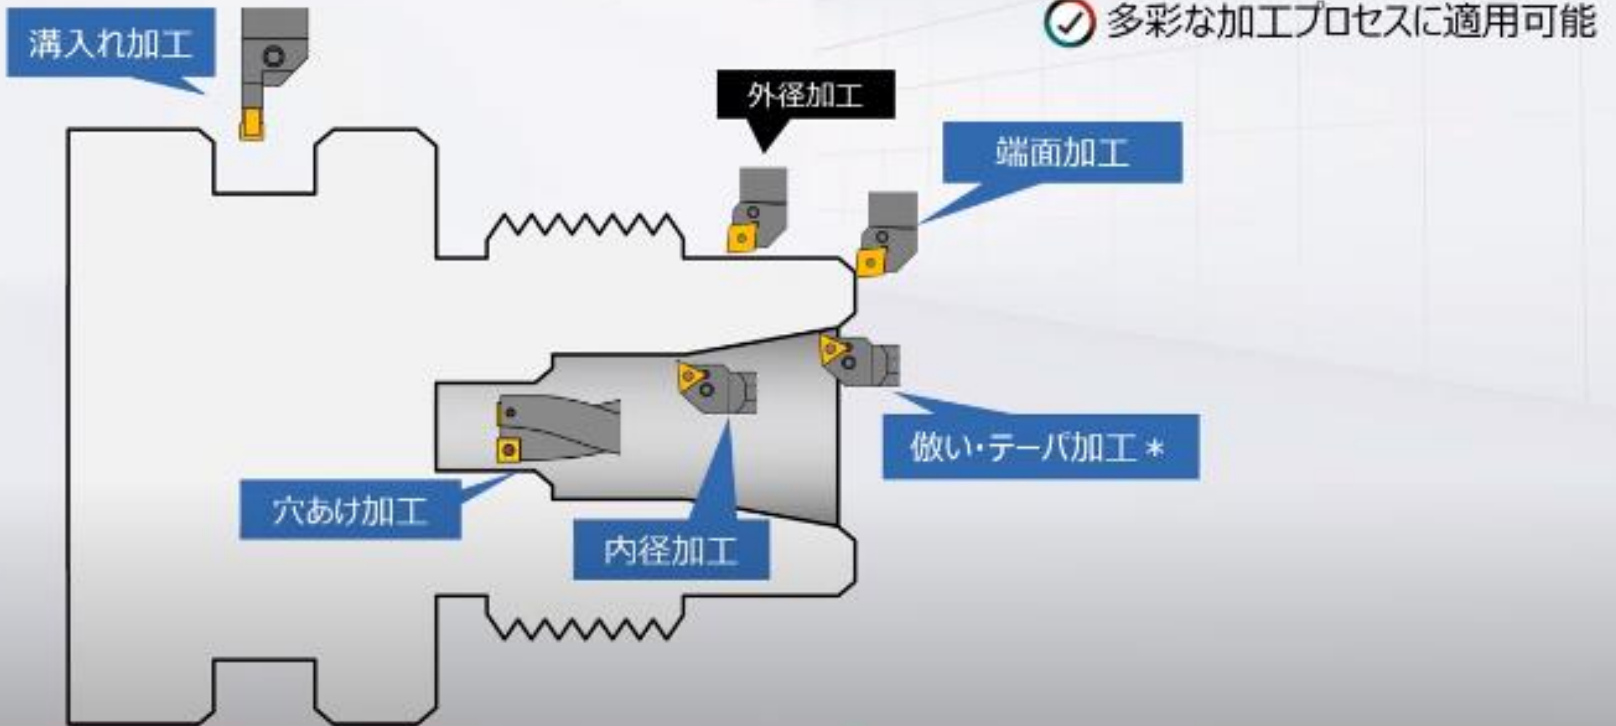 多彩な加工プロセスに適用可能
溝入れ加工
外径加工
端面加工
倣い・テーパ加工*
穴あけ加工
内径加工